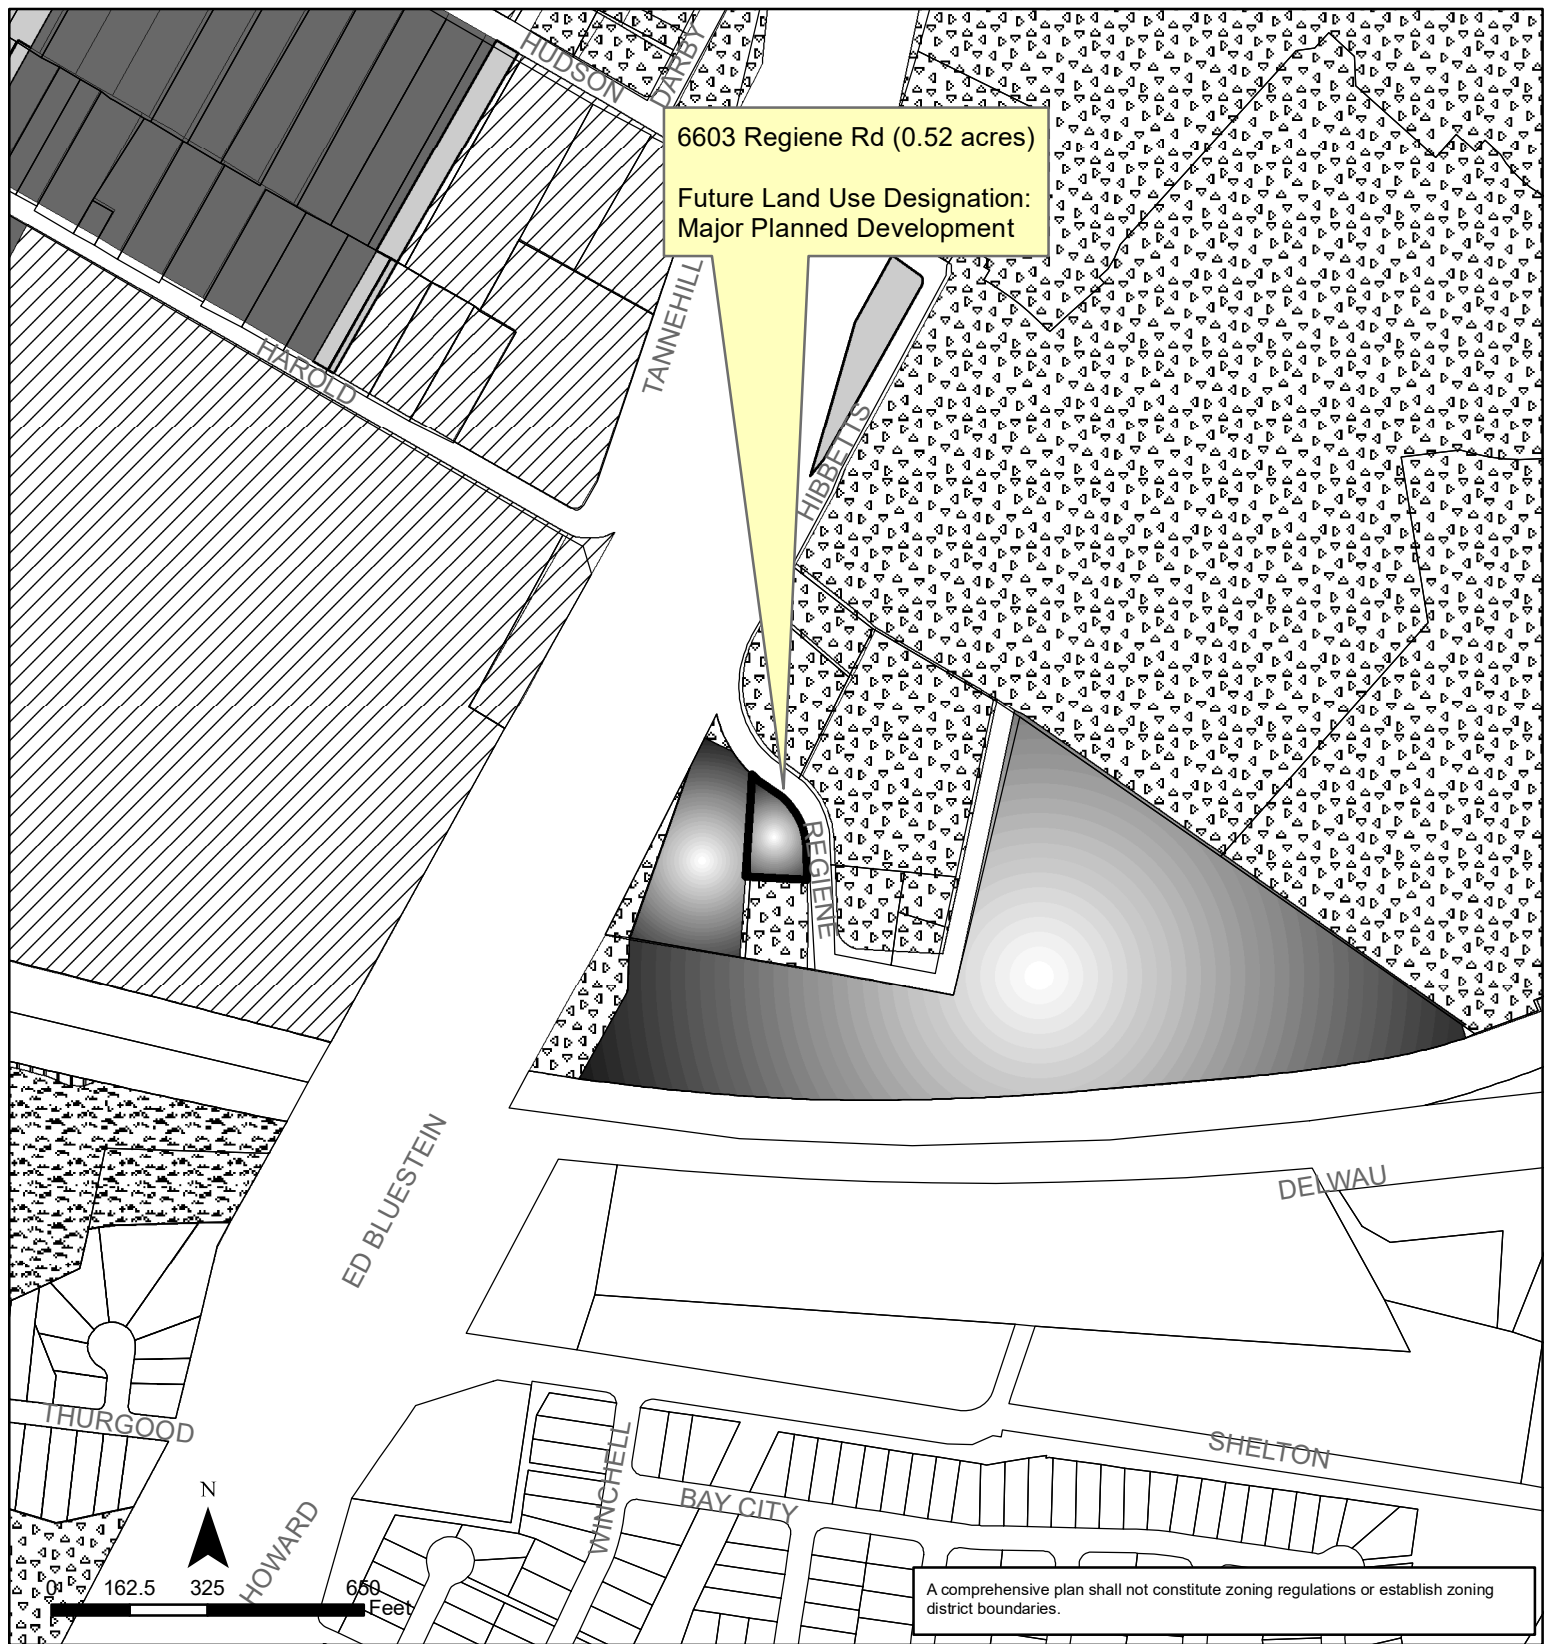 HUDSON
DARBY
6603 Regiene Rd (0.52 acres)
Future Land Use Designation:
Major Planned Development
TANNEHILL
HAROLD
HIBBETTS
REGIENE
ED BLUESTEIN
DELWAU
THURGOOD
WINCHELL
SHELTON
BAY CITY
HOWARD
N
0 162.5 325 650
Feet
A comprehensive plan shall not constitute zoning regulations or establish zoning
district boundaries.